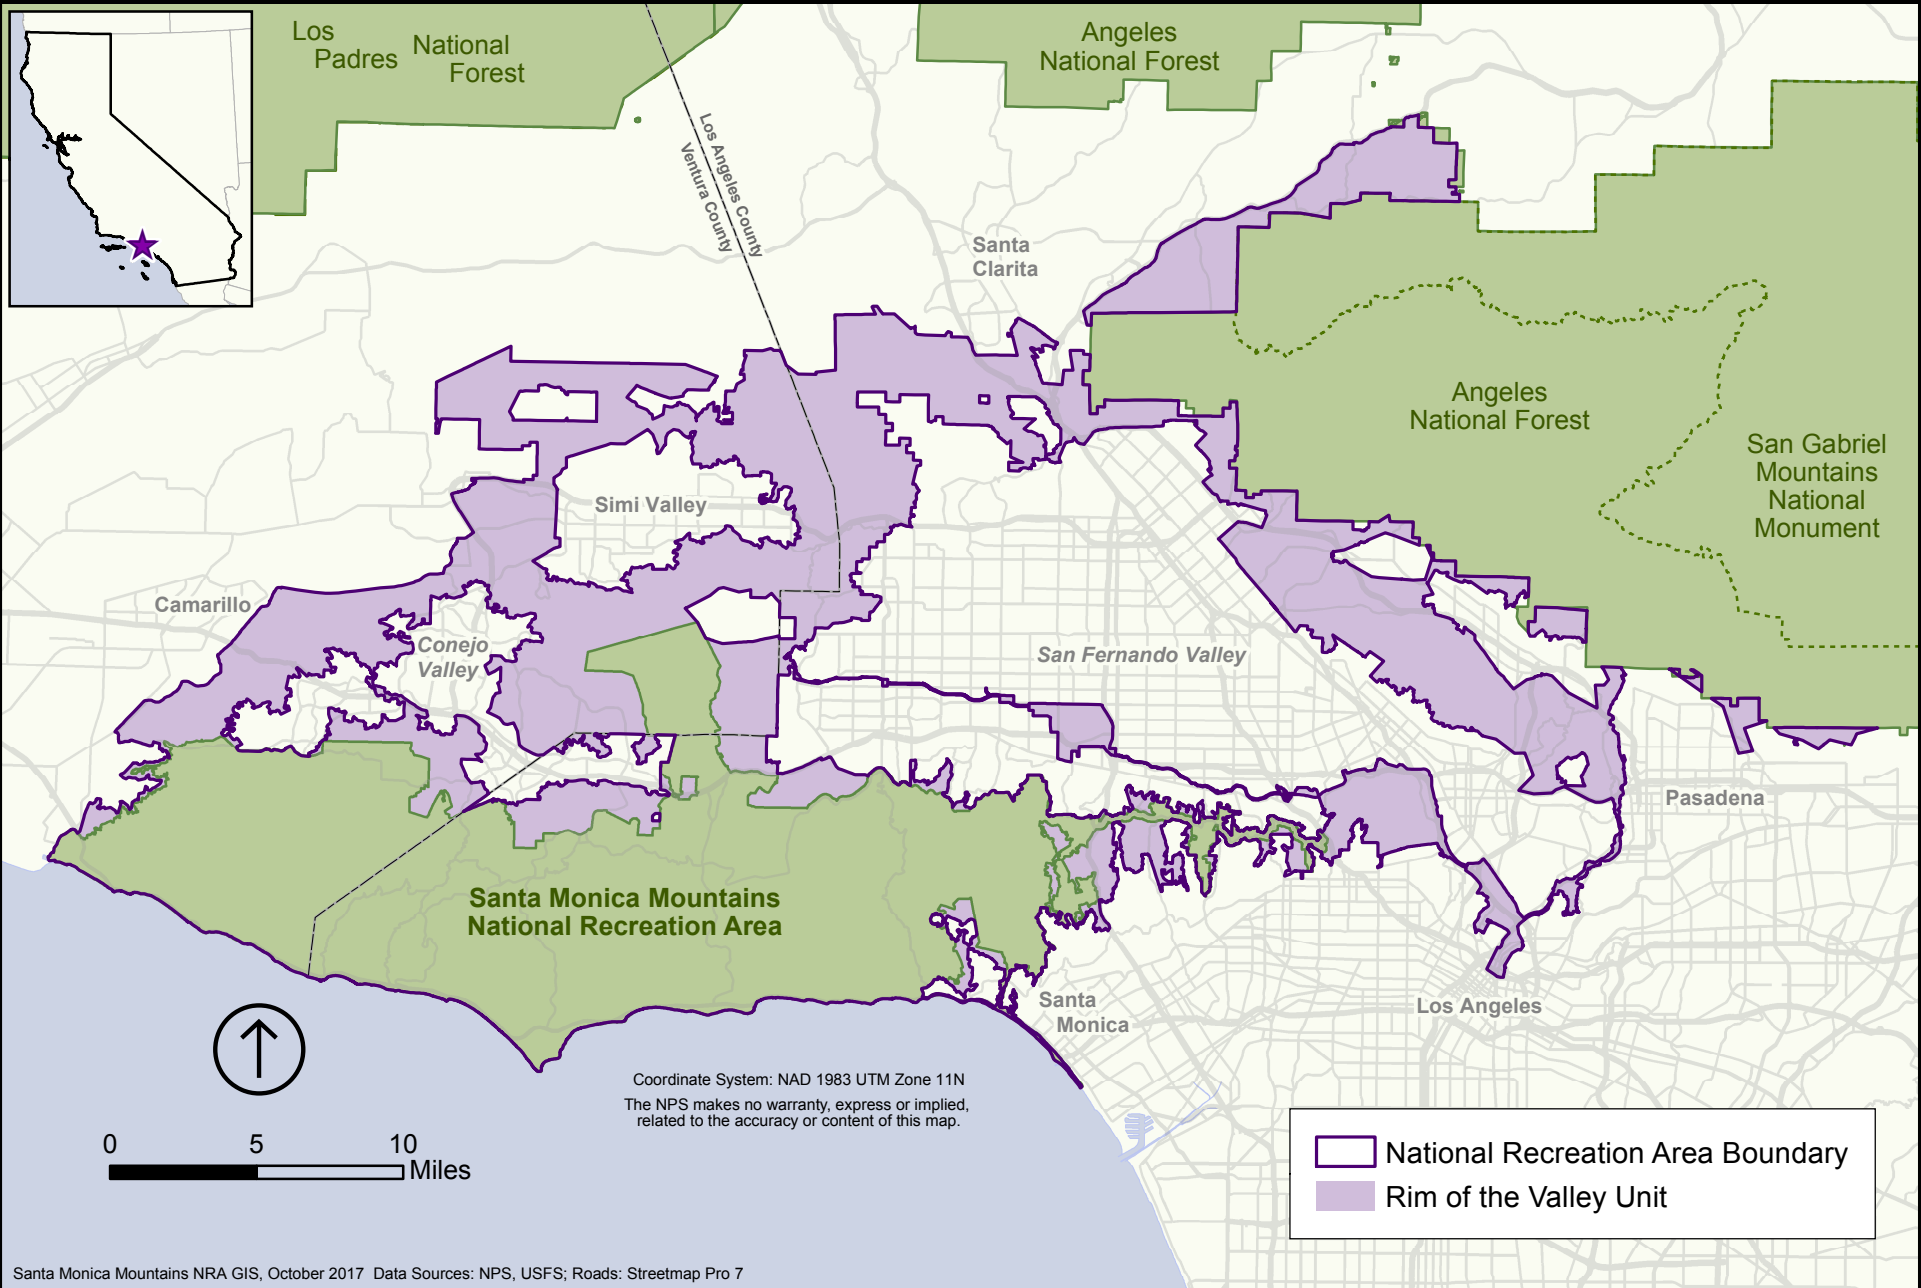 Los
Padres
National
Forest
Angeles
National Forest
Los Angeles County
Ventura County
Santa
Clarita
Angeles
National Forest
San Gabriel
Mountains
National
Monument
Simi Valley
Camarillo
Conejo
Valley
San Fernando Valley
Pasadena
Santa Monica Mountains
National Recreation Area
Santa
Monica
Los Angeles
Coordinate System: NAD 1983 UTM Zone 11N
The NPS makes no warranty, express or implied,
related to the accuracy or content of this map.
0 5 10
Miles
National Recreation Area Boundary
Rim of the Valley Unit
Santa Monica Mountains NRA GIS, October 2017 Data Sources: NPS, USFS; Roads: Streetmap Pro 7